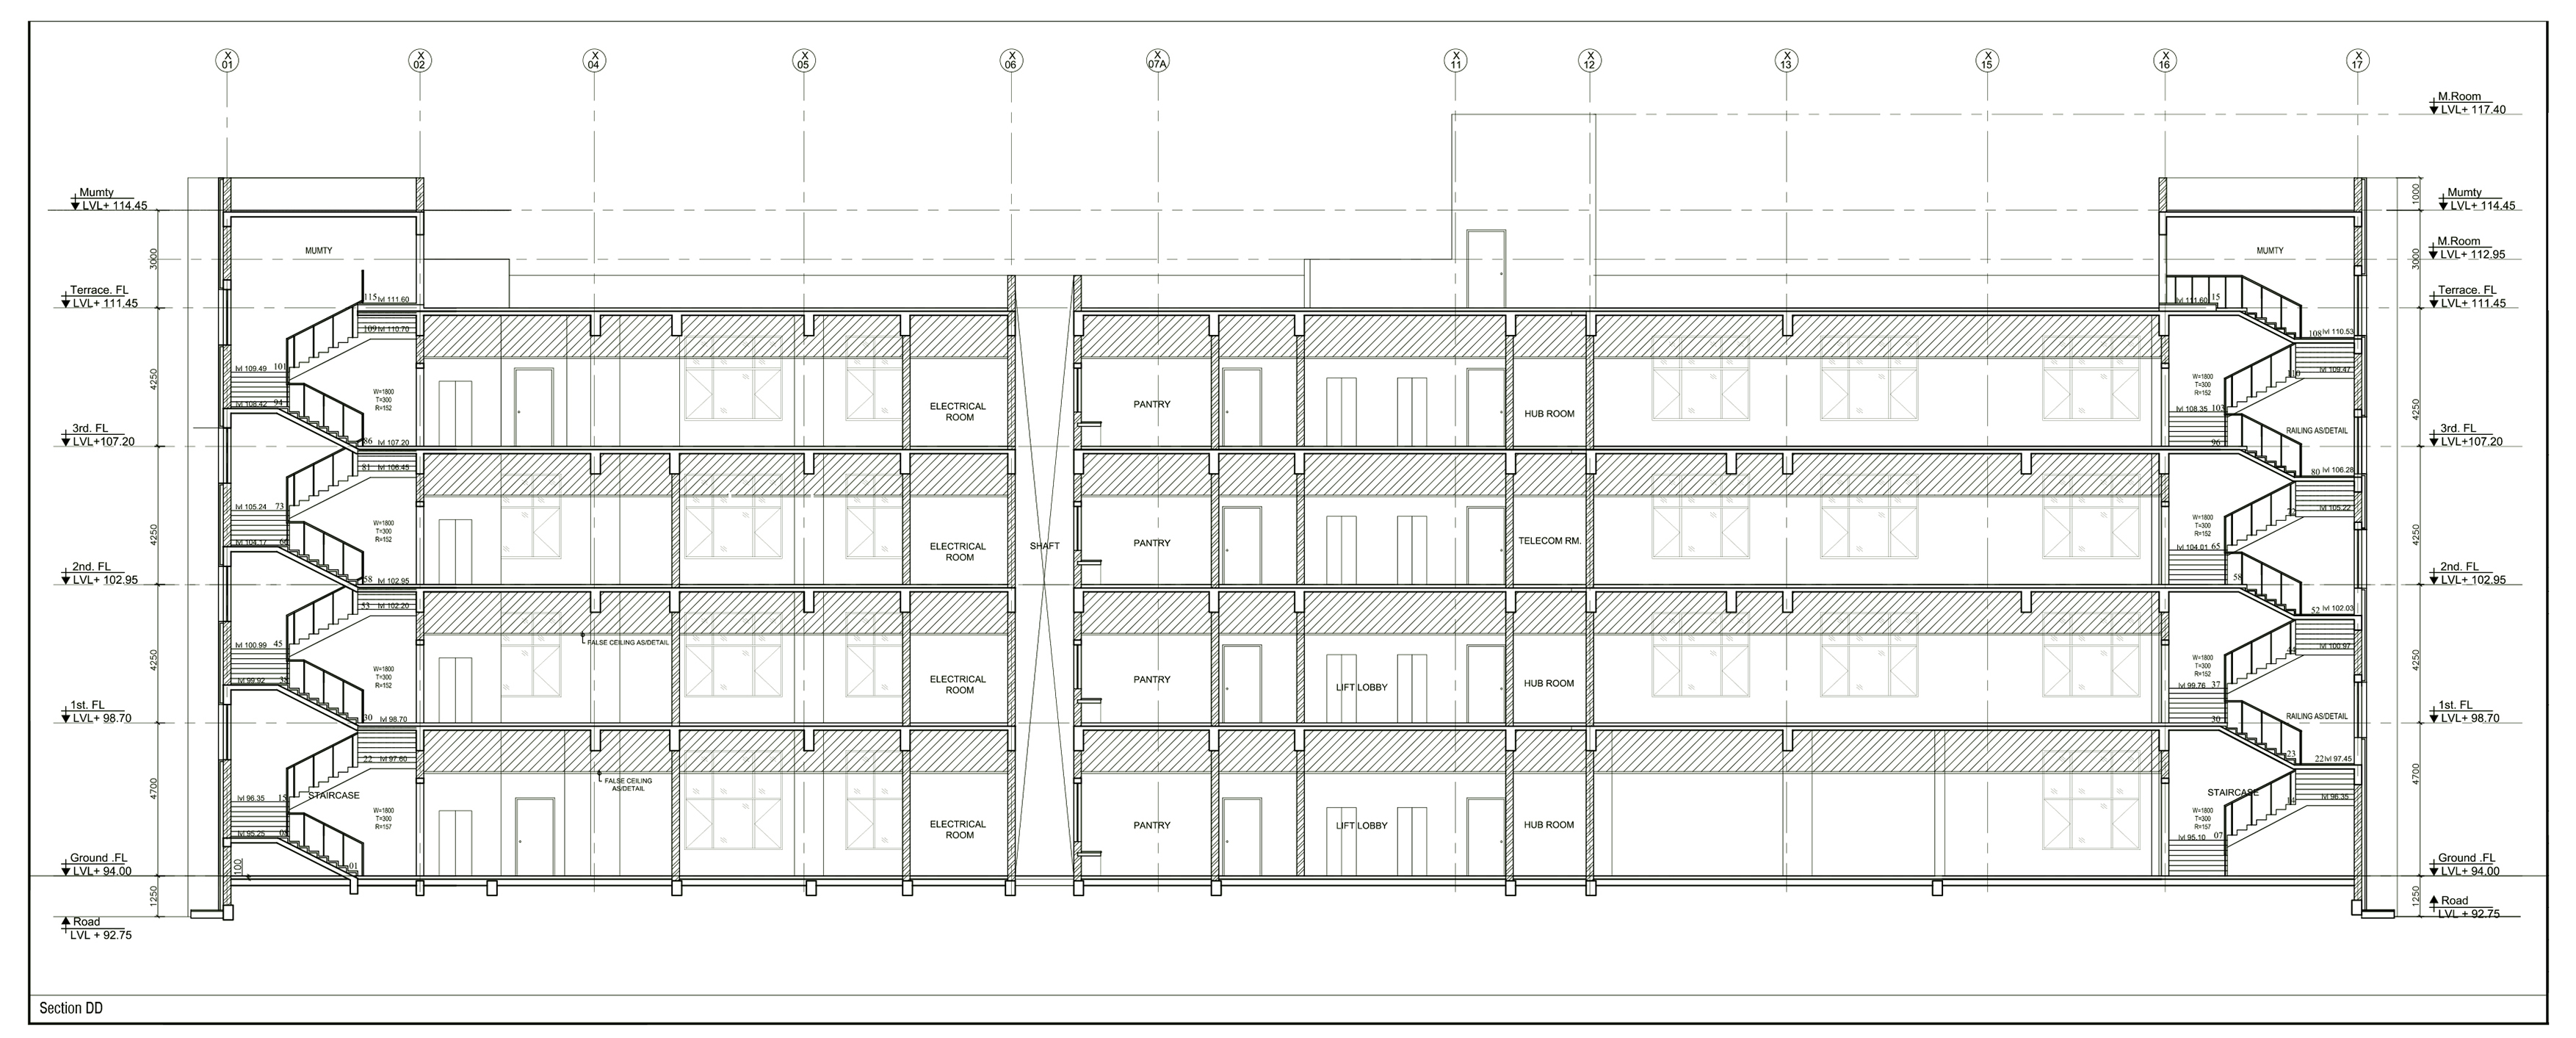 X
01
X
02
X
04
X
05
X
06
X
07A
X
11
X
12
X
13
X
15
X
16
X
17
M.Room
LVL+ 117.40
Mumty
LVL+ 114.45
1000
Mumty
LVL+ 114.45
MUMTY
3000
M.Room
LVL+ 112.95
MUMTY
3000
Terrace. FL
LVL+ 111.45
115 lvl 111.60
lvl 111.60 15
Terrace. FL
LVL+ 111.45
109 lvl 110.70
108 lvl 110.53
lvl 109.49 101
110 lvl 109.47
4250
W=1800
T=300
R=152
lvl 108.42 94
ELECTRICAL
ROOM
PANTRY
HUB ROOM
W=1800
T=300
R=152
lvl 108.35 103
4250
3rd. FL
LVL+107.20
86 lvl 107.20
RAILING AS/DETAIL
96
3rd. FL
LVL+107.20
81 lvl 106.45
80 lvl 106.28
lvl 105.24 73
72 lvl 105.22
4250
W=1800
T=300
R=152
lvl 104.17 66
ELECTRICAL
ROOM
SHAFT
PANTRY
TELECOM RM.
W=1800
T=300
R=152
lvl 104.01 65
4250
2nd. FL
LVL+ 102.95
58 lvl 102.95
58
2nd. FL
LVL+ 102.95
53 lvl 102.20
52 lvl 102.03
FALSE CEILING AS/DETAIL
lvl 100.99 45
44 lvl 100.97
4250
W=1800
T=300
R=152
lvl 99.92 38
ELECTRICAL
ROOM
PANTRY
LIFT LOBBY
HUB ROOM
W=1800
T=300
R=152
lvl 99.76 37
4250
1st. FL
LVL+ 98.70
30 lvl 98.70
30
RAILING AS/DETAIL
1st. FL
LVL+ 98.70
22 lvl 97.60
23
22 lvl 97.45
FALSE CEILING
AS/DETAIL
4700
lvl 96.35 15
STAIRCASE
STAIRCASE
14 lvl 96.35
4700
W=1800
T=300
R=157
lvl 95.25 08
ELECTRICAL
ROOM
PANTRY
LIFT LOBBY
HUB ROOM
W=1800
T=300
R=157
lvl 95.10 07
Ground .FL
LVL+ 94.00
1100
01
Ground .FL
LVL+ 94.00
1250
1250
Road
LVL + 92.75
Road
LVL + 92.75
Section DD